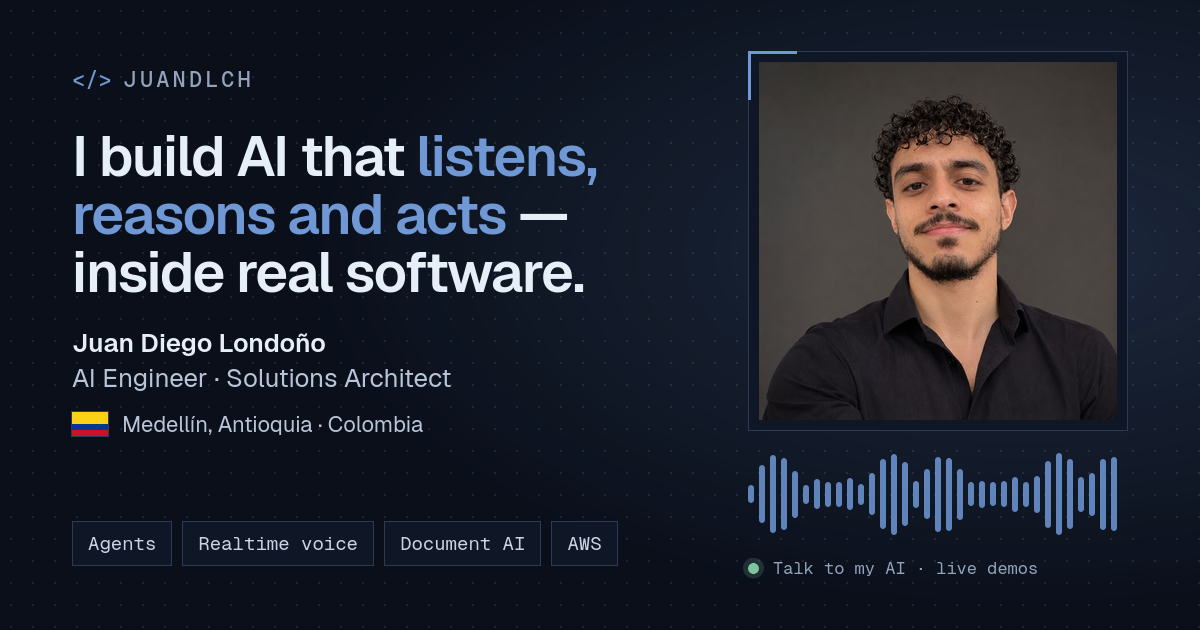 </> JUANDLCH
I build AI that listens,
reasons and acts —
inside real software.
Juan Diego Londoño
AI Engineer · Solutions Architect
Medellín, Antioquia · Colombia
Agents
Realtime voice
Document AI
AWS
Talk to my AI · live demos